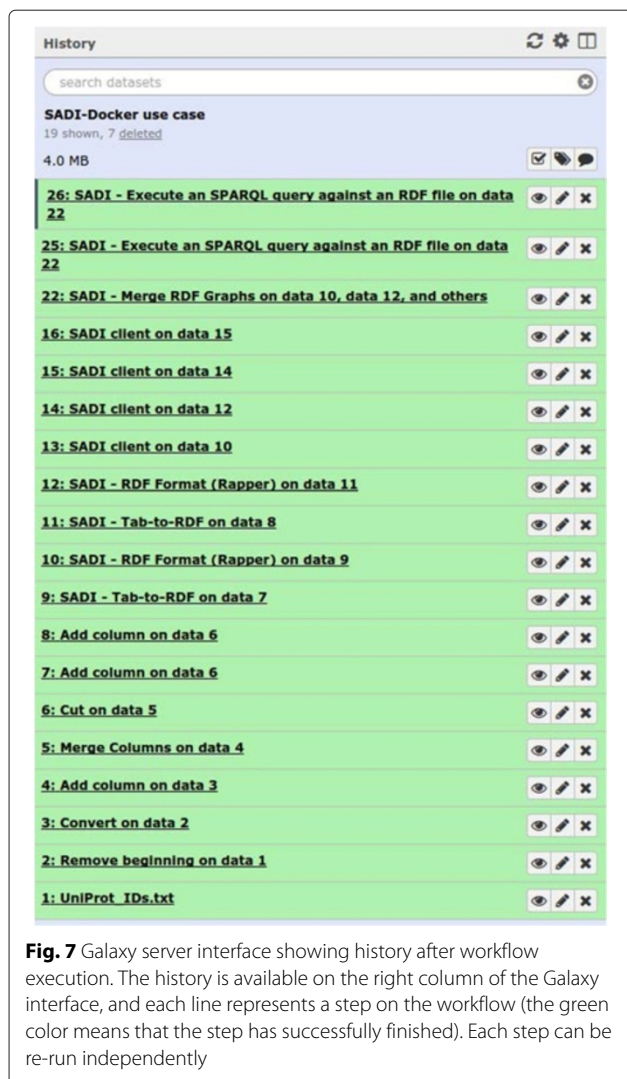 History
search datasets
SADI-Docker use case
19 shown, 7 deleted
4.0 MB
26: SADI - Execute an SPARQL query against an RDF file on data
22
25: SADI - Execute an SPARQL query against an RDF file on data
22
22: SADI - Merge RDF Graphs on data 10, data 12, and others
16: SADI client on data 15
15: SADI client on data 14
14: SADI client on data 12
13: SADI client on data 10
12: SADI - RDF Format (Rapper) on data 11
11: SADI - Tab-to-RDF on data 8
10: SADI - RDF Format (Rapper) on data 9
9: SADI - Tab-to-RDF on data 7
8: Add column on data 6
7: Add column on data 6
6: Cut on data 5
5: Merge Columns on data 4
4: Add column on data 3
3: Convert on data 2
2: Remove beginning on data 1
1: UniProt_IDs.txt
Fig. 7 Galaxy server interface showing history after workflow
execution. The history is available on the right column of the Galaxy
interface, and each line represents a step on the workflow (the green
color means that the step has successfully finished). Each step can be
re-run independently